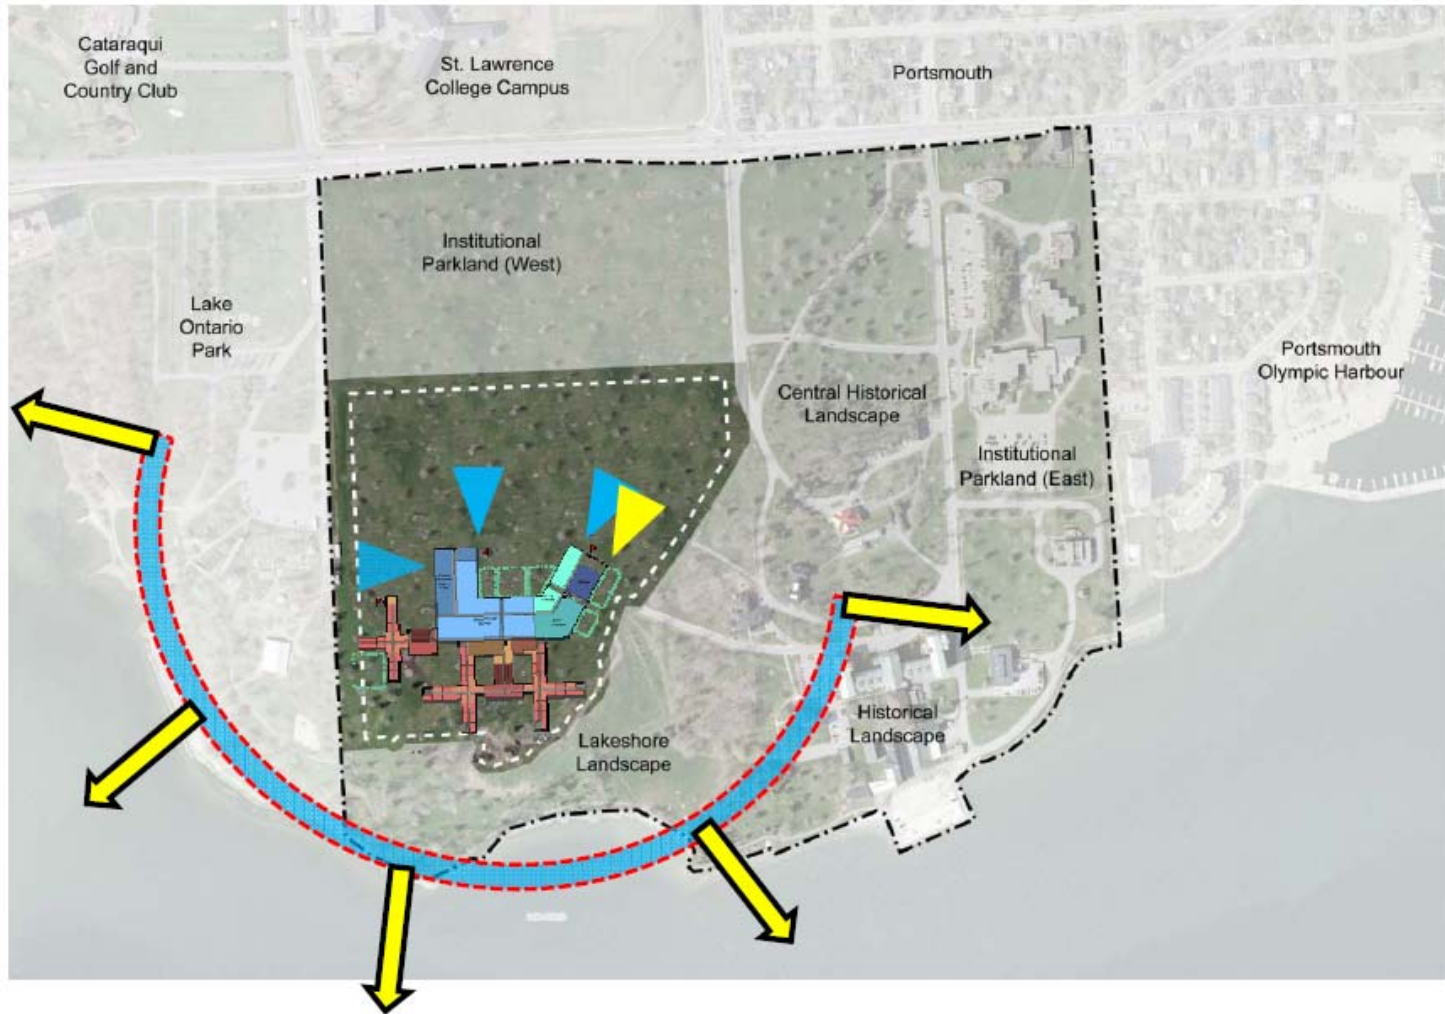 Cataraqui
Golf and
Country Club
St. Lawrence
College Campus
Portsmouth
Institutional
Parkland (West)
Lake
Ontario
Park
Portsmouth
Olympic Harbour
Central Historical
Landscape
Institutional
Parkland (East)
Historical
Landscape
Lakeshore
Landscape